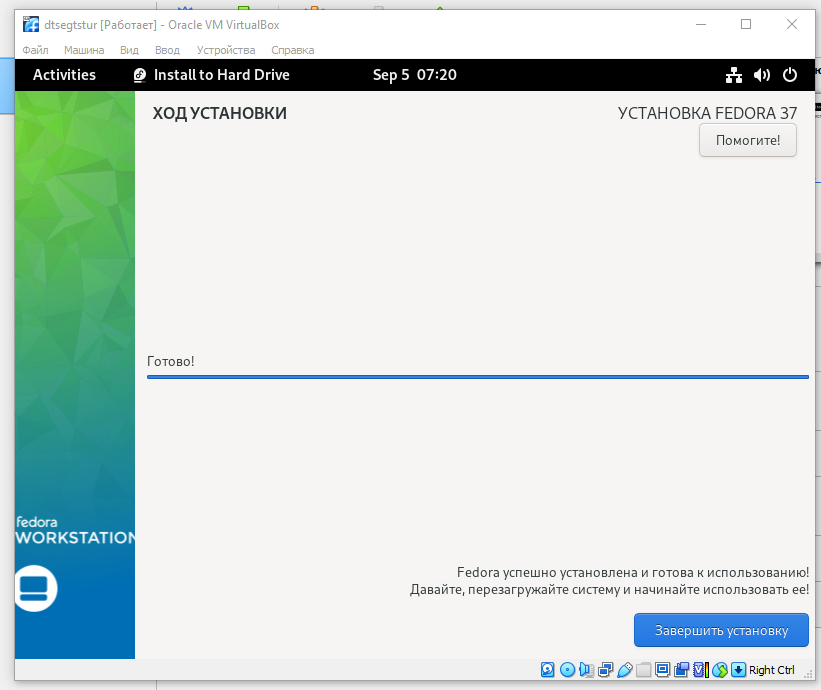 dtsegtstur [Работает] - Oracle VM VirtualBox
Файл Машина Вид Ввод Устройства Справка
Activities Install to Hard Drive Sep 5 07:20
ХОД УСТАНОВКИ
УСТАНОВКА FEDORA 37
Помогите!
Готово!
fedora
WORKSTATION
Fedora успешно установлена и готова к использованию!
Давайте, перезагружайте систему и начинайте использовать ее!
Завершить установку
Right Ctrl